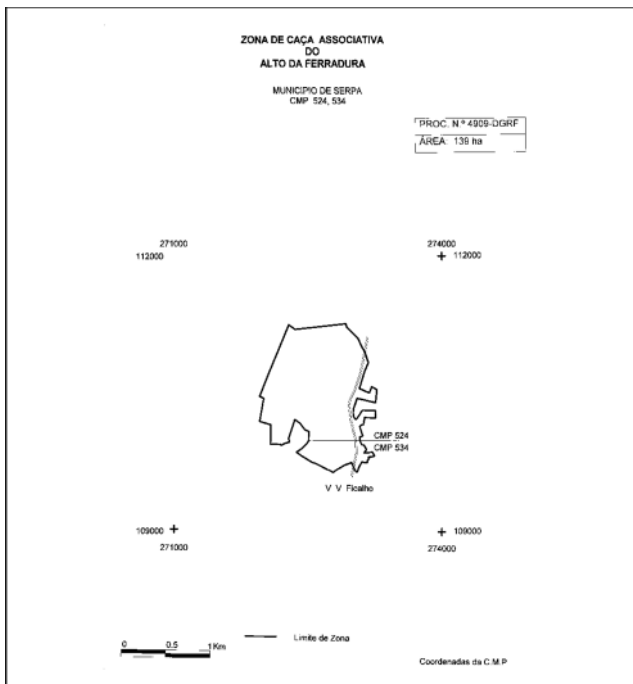 ZONA DE CAÇA ASSOCIATIVA
DO
ALTO DA FERRADURA
MUNICIPIO DE SERPA
CMP 524, 534
PROC. N.º 4909-DGRF
ÁREA: 139 ha
271000
112000
274000
112000
CMP 524
CMP 534
V V Ficalho
109000
271000
109000
274000
0 0.5 1Km
Limite de Zona
Coordenadas da C.M.P